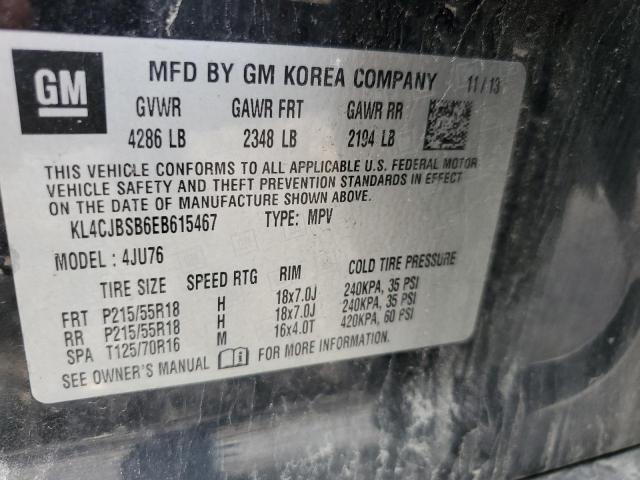 GM
MFD BY GM KOREA COMPANY 11/13
GVWR GAWR FRT GAWR RR
4286 LB 2348 LB 2194 LB
THIS VEHICLE CONFORMS TO ALL APPLICABLE U.S. FEDERAL MOTOR
VEHICLE SAFETY AND THEFT PREVENTION STANDARDS IN EFFECT
ON THE DATE OF MANUFACTURE SHOWN ABOVE.
KL4CJBSB6EB615467 TYPE: MPV
MODEL: 4JU76
TIRE SIZE SPEED RTG RIM COLD TIRE PRESSURE
FRT P215/55R18 H 18x7.0J 240KPA, 35 PSI
RR P215/55R18 H 18x7.0J 240KPA, 35 PSI
SPA T125/70R16 M 16x4.0T 420KPA, 60 PSI
SEE OWNER'S MANUAL FOR MORE INFORMATION.